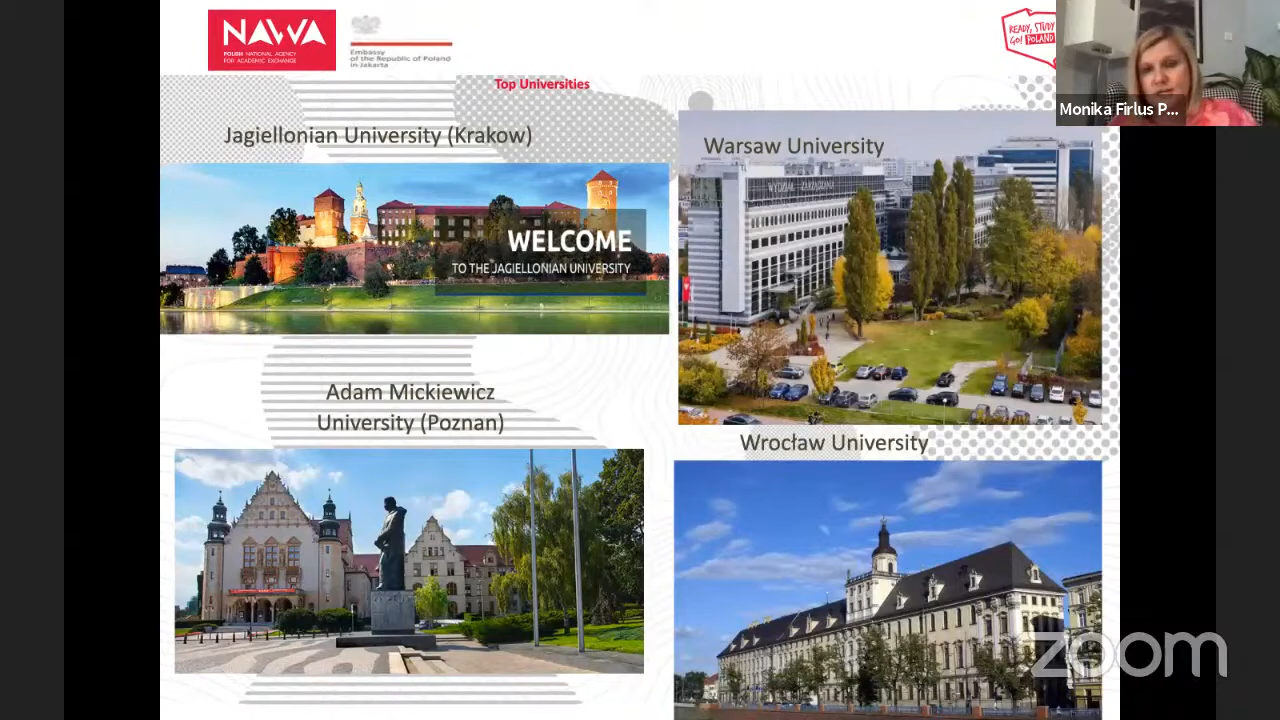 NAWA
POLISH NATIONAL AGENCY
FOR ACADEMIC EXCHANGE
Embassy
of the Republic of Poland
in Jakarta
READY, STUDY
GO! POLAND
Monika Firlus P...
Top Universities
Jagiellonian University (Krakow)
WELCOME
TO THE JAGIELLONIAN UNIVERSITY
Warsaw University
WYDZIAŁ ZARZĄDZANIA
Adam Mickiewicz
University (Poznan)
Wrocław University
zoom